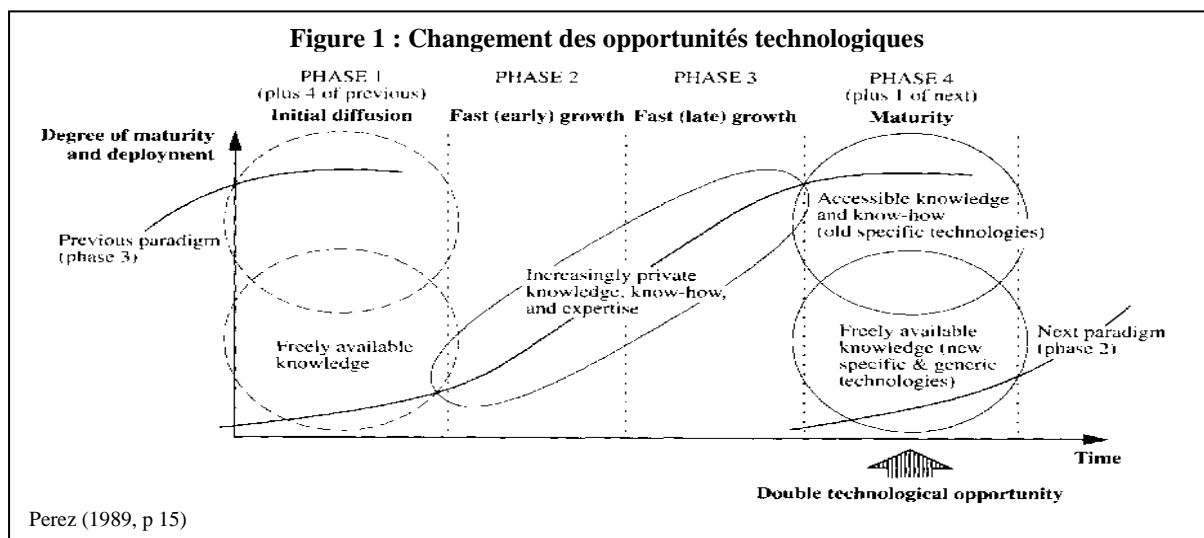 Figure 1 : Changement des opportunités technologiques
PHASE 1
(plus 4 of previous)
Initial diffusion
PHASE 2
Fast (early) growth
PHASE 3
Fast (late) growth
PHASE 4
(plus 1 of next)
Maturity
Degree of maturity
and deployment
Previous paradigm
(phase 3)
Freely available
knowledge
Increasingly private
knowledge, know-how,
and expertise
Accessible knowledge
and know-how
(old specific technologies)
Freely available
knowledge (new
specific & generic
technologies)
Next paradigm
(phase 2)
Time
Double technological opportunity
Perez (1989, p 15)